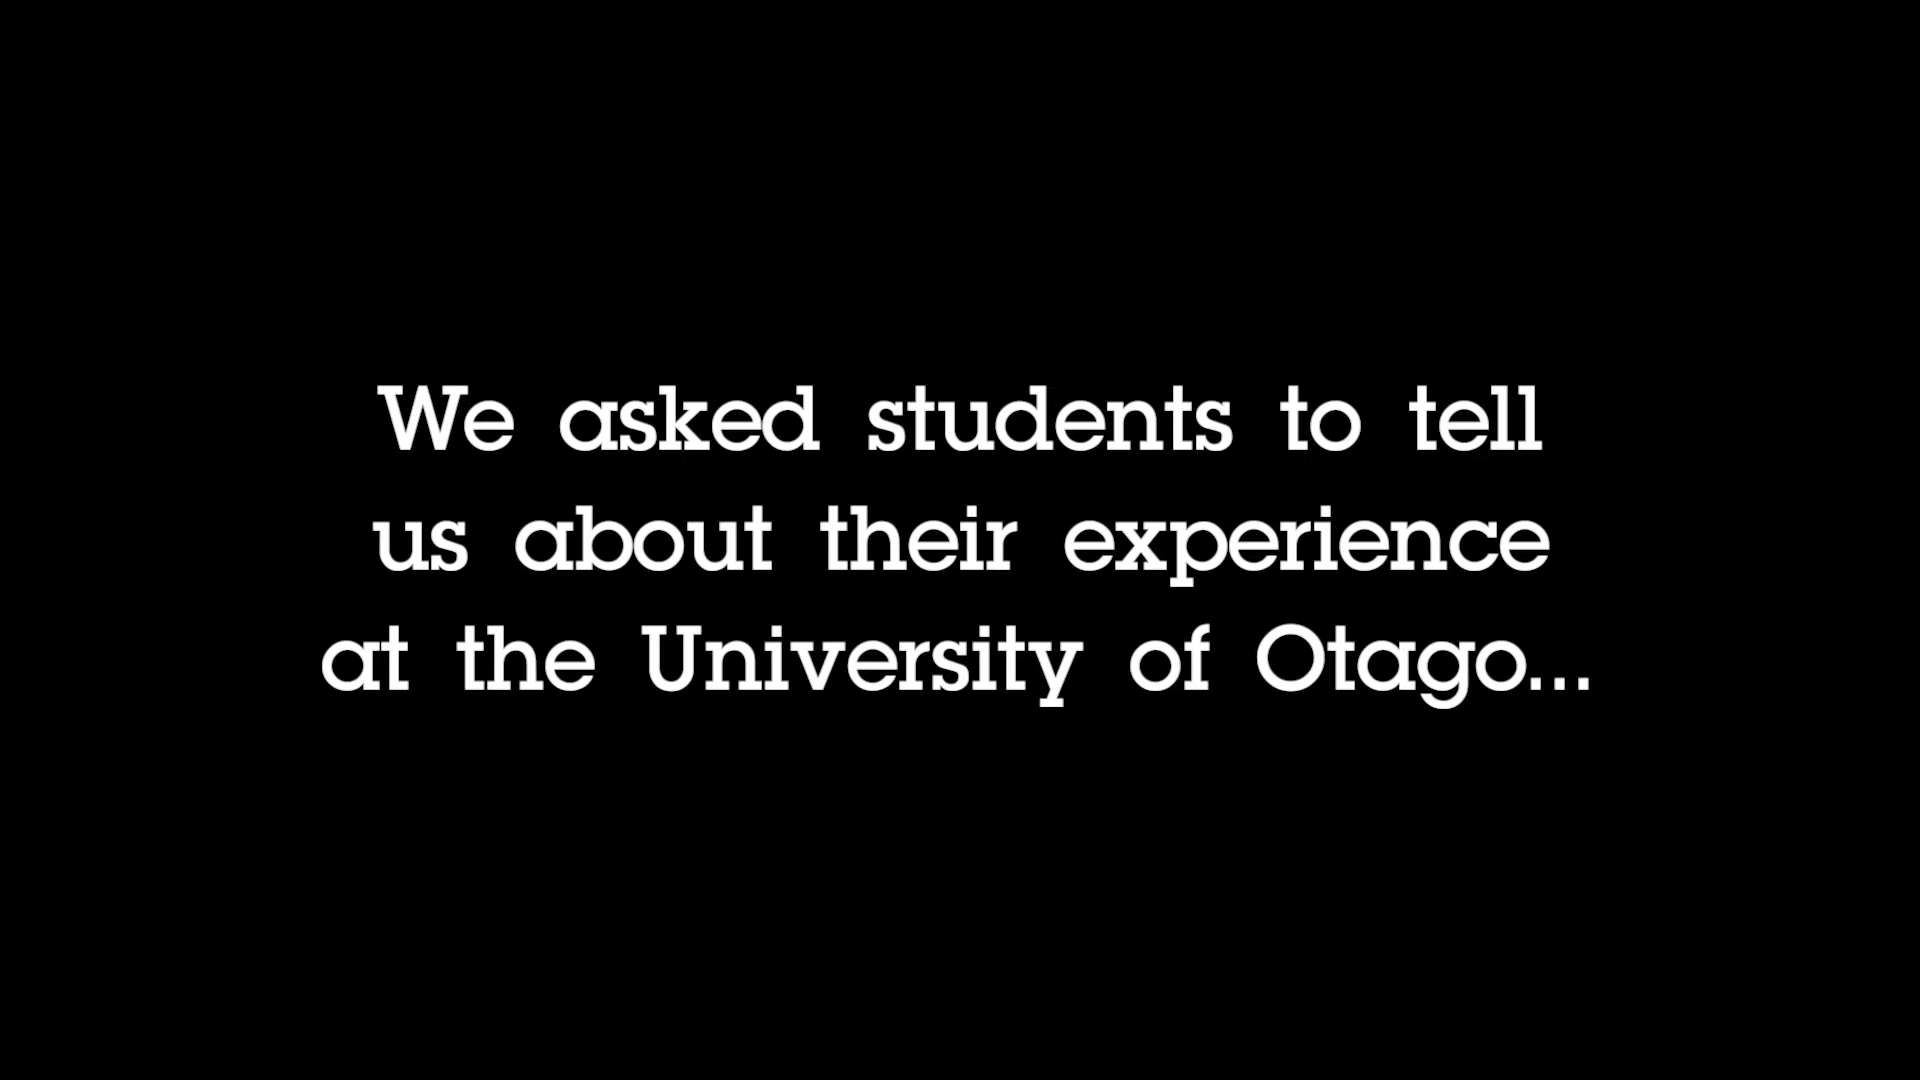 We asked students to tell
us about their experience
at the University of Otago...